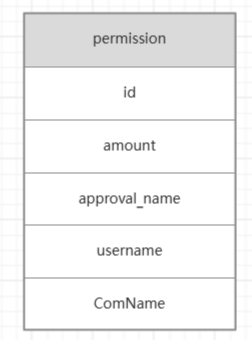 permission
id
amount
approval_name
username
ComName